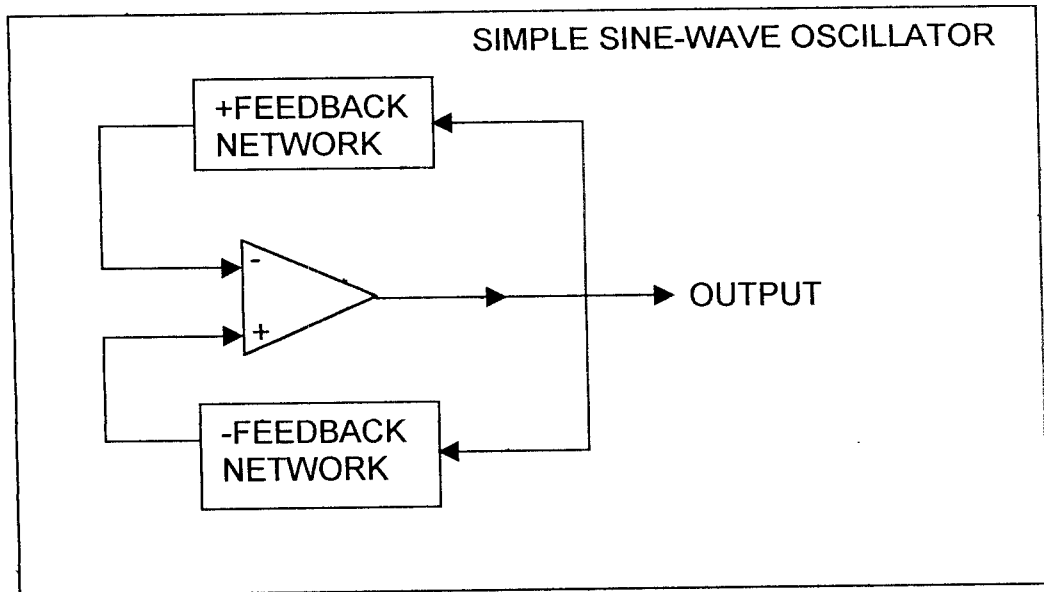 SIMPLE SINE-WAVE OSCILLATOR
+FEEDBACK
NETWORK
-
+
OUTPUT
-FEEDBACK
NETWORK